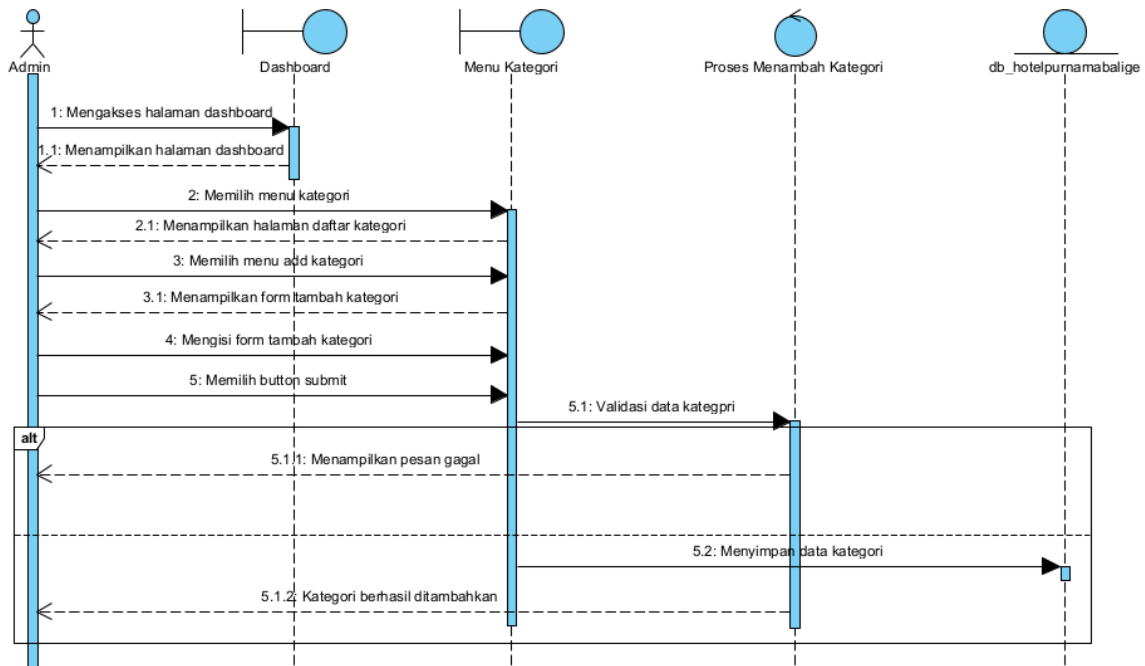 Admin
Dashboard
Menu Kategori
Proses Menambah Kategori
db_hotelpurnamabalige
1: Mengakses halaman dashboard
1.1: Menampilkan halaman dashboard
2: Memilih menu kategori
2.1: Menampilkan halaman daftar kategori
3: Memilih menu add kategori
3.1: Menampilkan form tambah kategori
4: Mengisi form tambah kategori
5: Memilih button submit
5.1: Validasi data kategpri
alt
5.1.1: Menampilkan pesan gagal
5.2: Menyimpan data kategori
5.1.2: Kategori berhasil ditambahkan